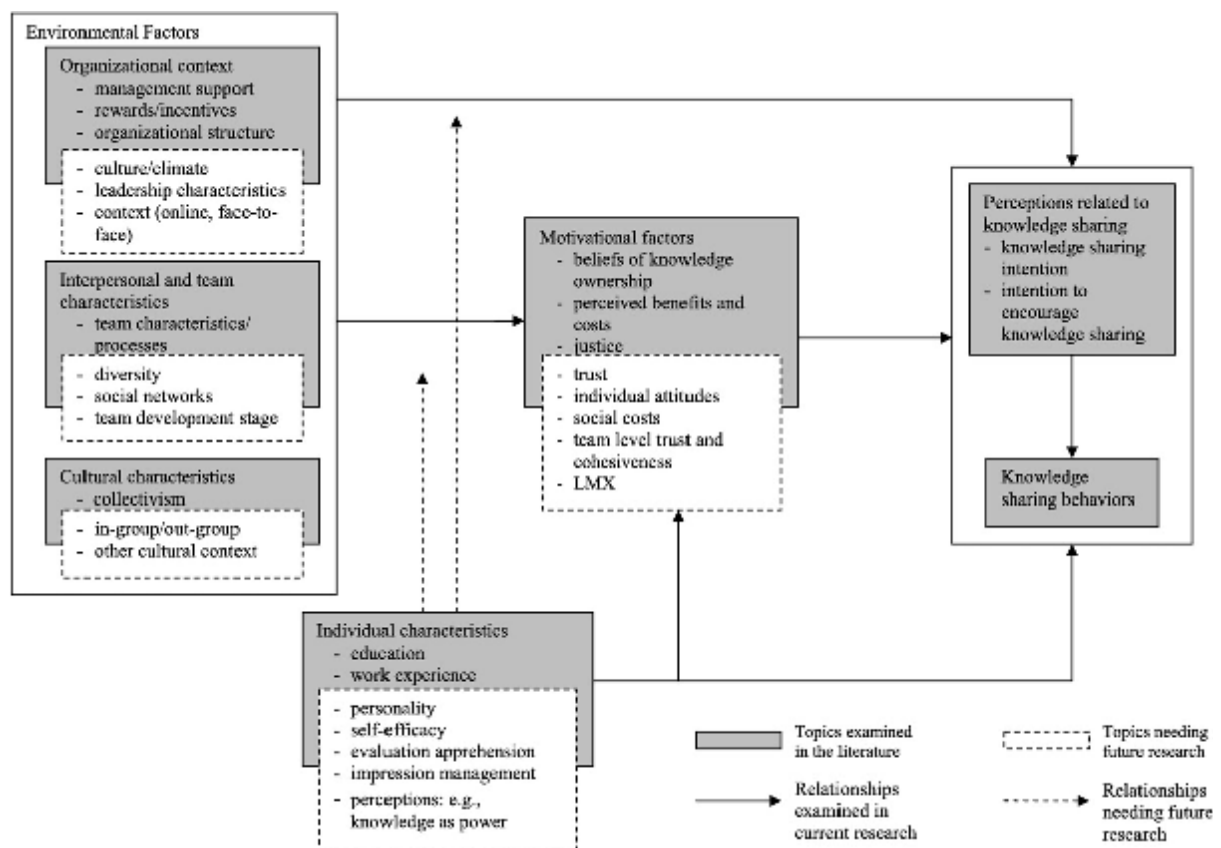 Environmental Factors
Organizational context
- management support
- rewards/incentives
- organizational structure
- culture/climate
- leadership characteristics
- context (online, face-to-
face)
Interpersonal and team
characteristics
- team characteristics/
processes
- diversity
- social networks
- team development stage
Cultural characteristics
- collectivism
- in-group/out-group
- other cultural context
Motivational factors
- beliefs of knowledge
ownership
- perceived benefits and
costs
- justice
- trust
- individual attitudes
- social costs
- team level trust and
cohesiveness
- LMX
Perceptions related to
knowledge sharing
- knowledge sharing
intention
- intention to
encourage
knowledge sharing
Knowledge
sharing behaviors
Individual characteristics
- education
- work experience
- personality
- self-efficacy
- evaluation apprehension
- impression management
- perceptions: e.g.,
knowledge as power
Topics examined
in the literature
Topics needing
future research
Relationships
examined in
current research
Relationships
needing future
research